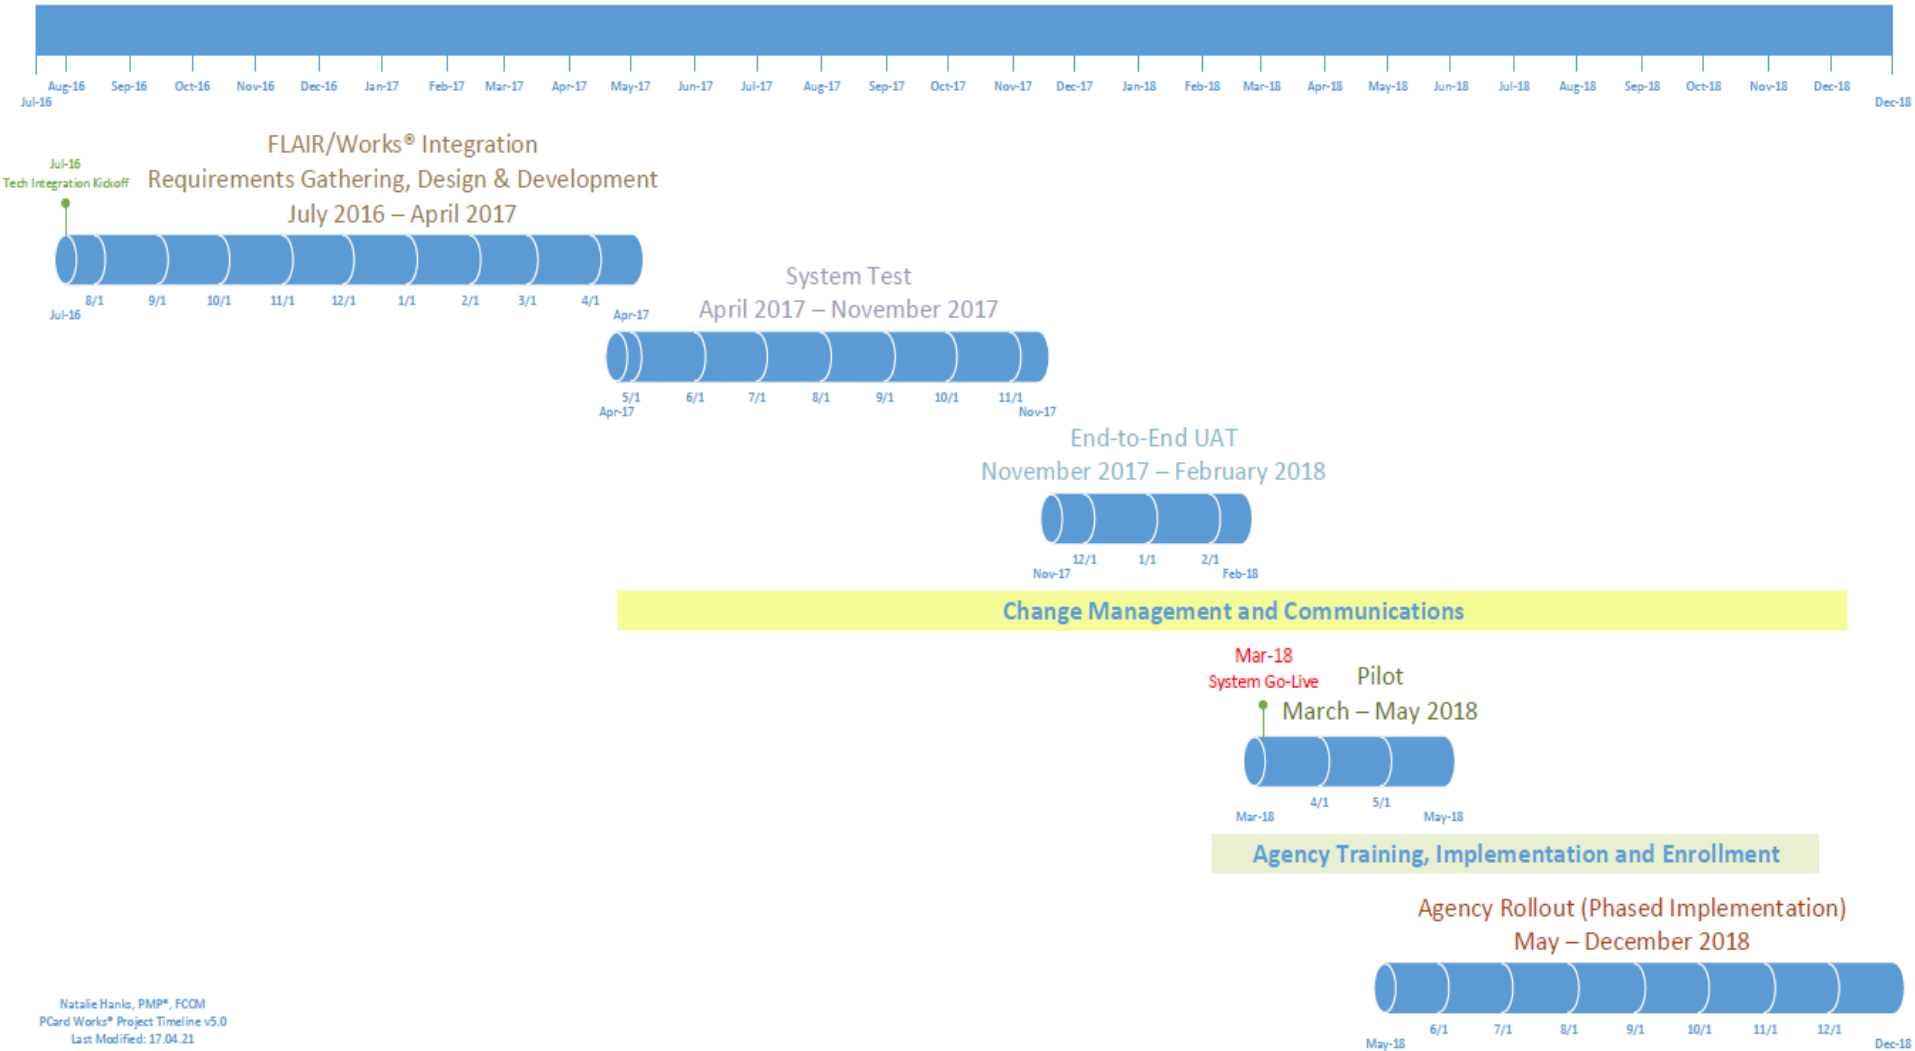 Jul-16
Aug-16 Sep-16 Oct-16 Nov-16 Dec-16 Jan-17 Feb-17 Mar-17 Apr-17 May-17 Jun-17 Jul-17 Aug-17 Sep-17 Oct-17 Nov-17 Dec-17 Jan-18 Feb-18 Mar-18 Apr-18 May-18 Jun-18 Jul-18 Aug-18 Sep-18 Oct-18 Nov-18 Dec-18
Dec-18
Jul-16
Tech Integration Kickoff
FLAIR/Works® Integration
Requirements Gathering, Design & Development
July 2016 – April 2017
8/1 9/1 10/1 11/1 12/1 1/1 2/1 3/1 4/1
Jul-16 Apr-17
System Test
April 2017 – November 2017
5/1 6/1 7/1 8/1 9/1 10/1 11/1
Apr-17 Nov-17
End-to-End UAT
November 2017 – February 2018
12/1 1/1 2/1
Nov-17 Feb-18
Change Management and Communications
Mar-18
System Go-Live
Pilot
March – May 2018
4/1 5/1
Mar-18 May-18
Agency Training, Implementation and Enrollment
Agency Rollout (Phased Implementation)
May – December 2018
6/1 7/1 8/1 9/1 10/1 11/1 12/1
May-18 Dec-18
Natalie Hanks, PMP®, FCCM
PCard Works® Project Timeline v5.0
Last Modified: 17.04.21